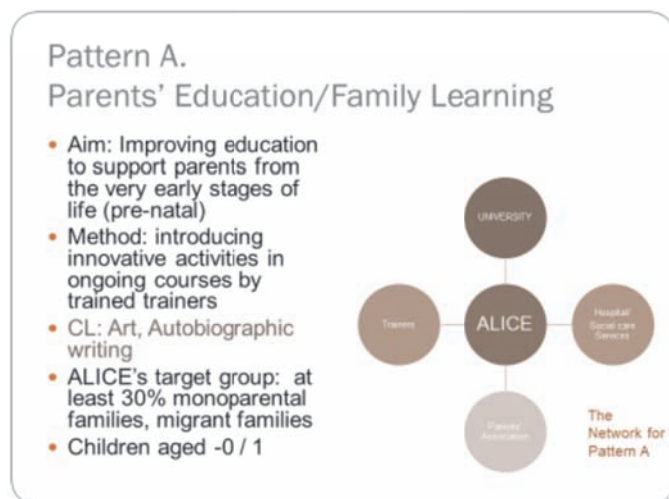 Pattern A.
Parents' Education/Family Learning
• Aim: Improving education
to support parents from
the very early stages of
life (pre-natal)
• Method: introducing
innovative activities in
ongoing courses by
trained trainers
• CL: Art, Autobiographic
writing
• ALICE's target group: at
least 30% monoparental
families, migrant families
• Children aged -0 / 1
UNIVERSITY
Trainers
ALICE
Hospital/
Social care
Services
Parents'
Association
The
Network for
Pattern A